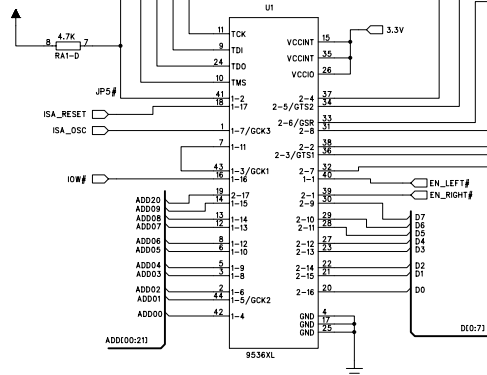 U1
4.7K
8 7
RA1-D
JP5#
ISA_RESET
ISA_OSC
IOW#
ADD20
ADD09
ADD08
ADD07
ADD06
ADD05
ADD04
ADD03
ADD02
ADD01
ADD00
ADD[00:21]
11 TCK
9 TDI
24 TDO
10 TMS
41 1-2
18 1-17
1 1-7/GCK3
7 1-11
43 1-3/GCK1
16 1-16
19 2-17
14 1-15
13 1-14
12 1-13
8 1-12
6 1-10
5 1-9
3 1-8
2 1-6
44 1-5/GCK2
42 1-4
VCCINT 15
VCCINT 35
VCCIO 26
3.3V
2-4 37
2-5/GTS2 34
2-6/GSR 33
2-8 31
2-2 38
2-3/GTS1 36
2-7 32
1-1 40
2-1 39
2-9 30
2-10 29
2-11 28
2-12 27
2-13 23
2-14 22
2-15 21
2-16 20
GND 4
GND 17
GND 25
EN_LEFT#
EN_RIGHT#
D7
D6
D5
D4
D3
D2
D1
D0
D[0:7]
9536XL